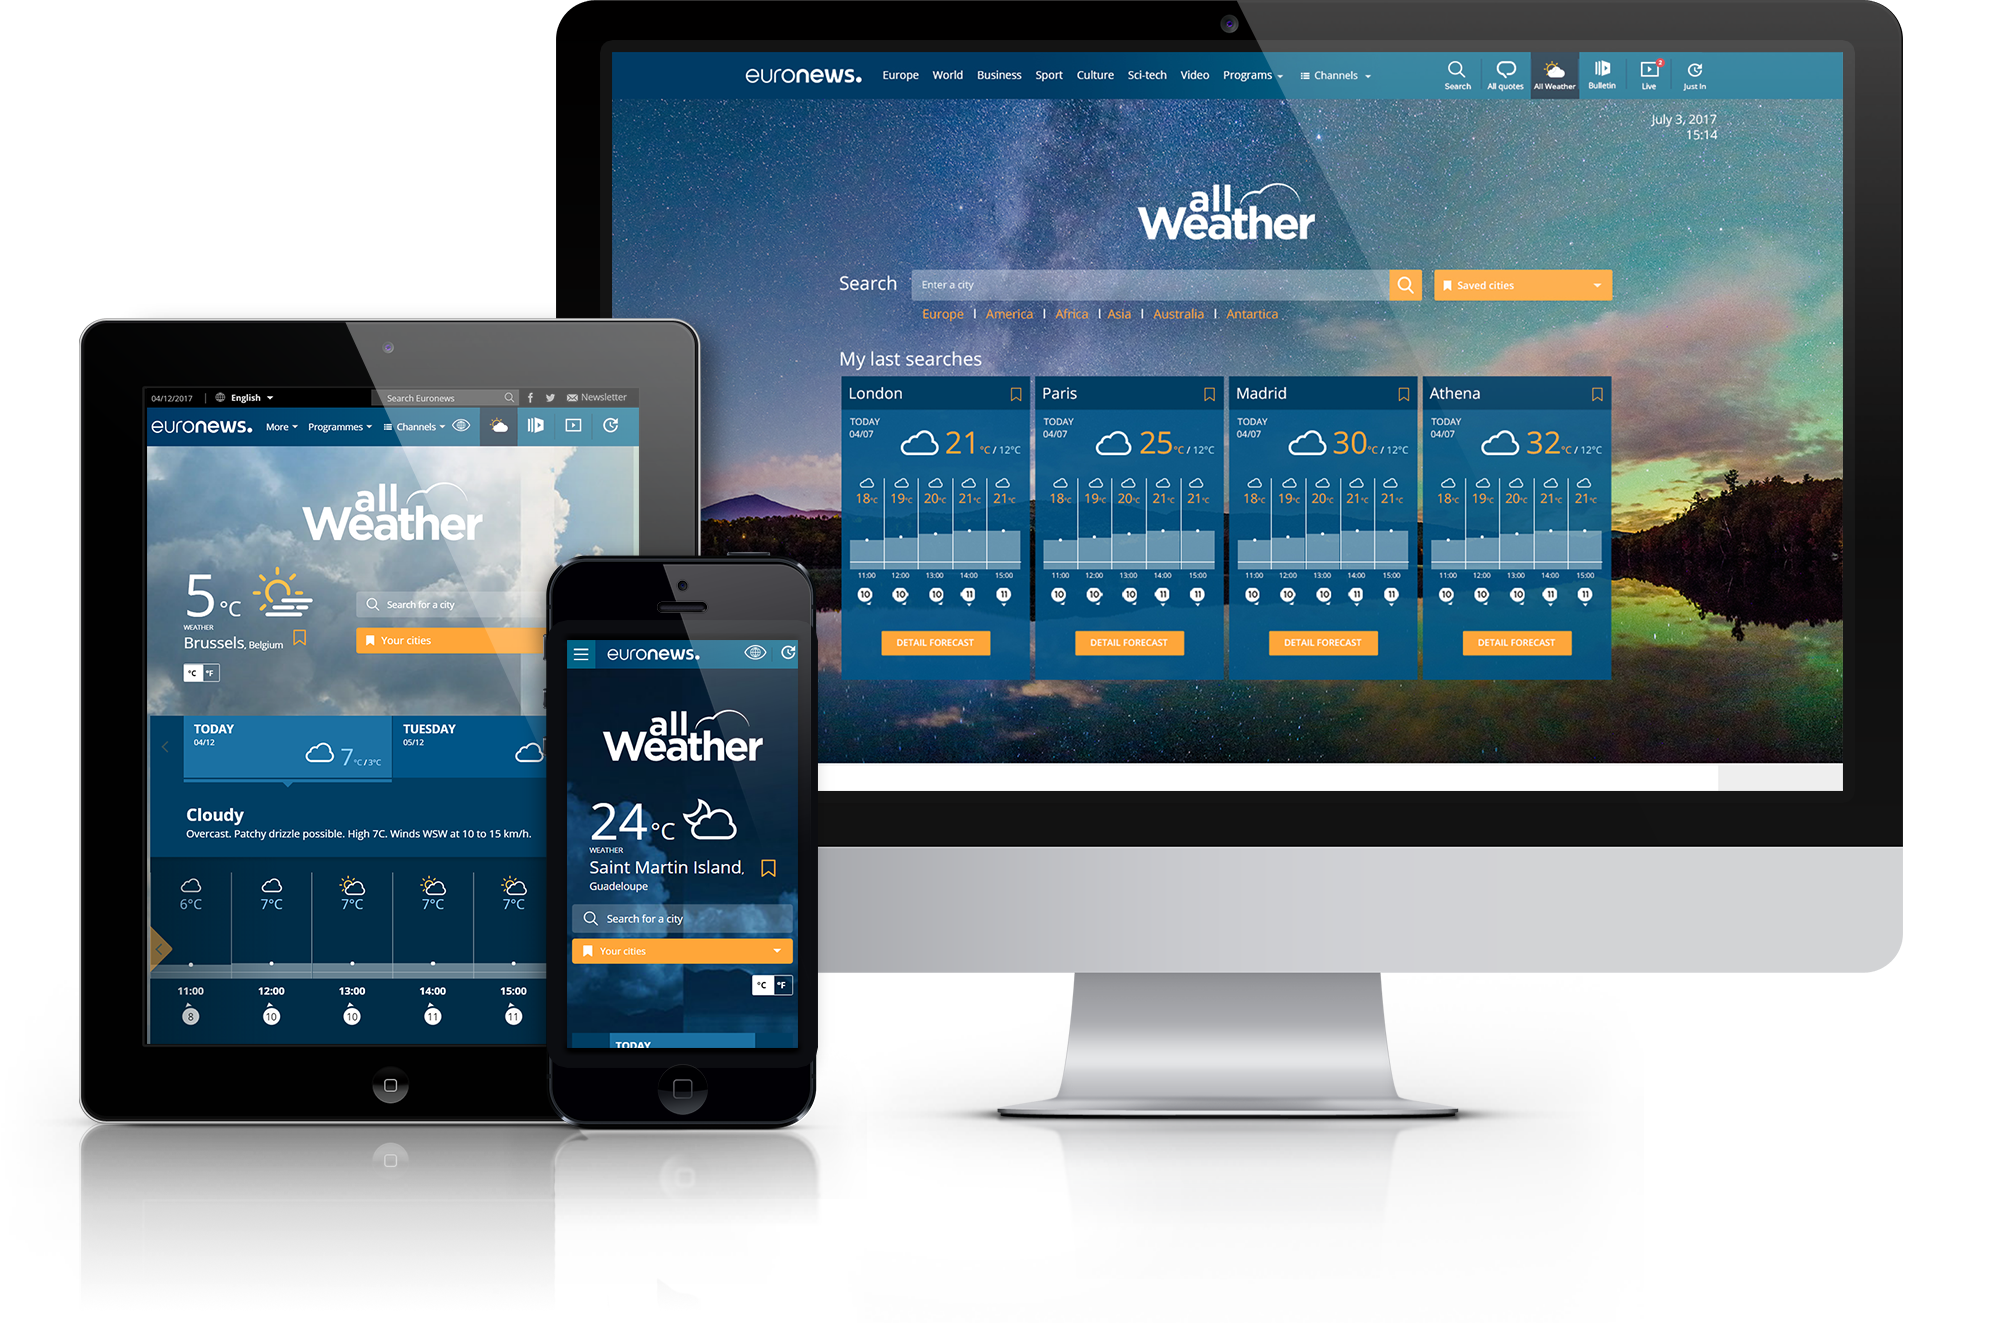 euronews. Europe World Business Sport Culture Sci-tech Video Programs Channels Search All quotes All Weather Bulletin 2 Live Just In
July 3, 2017
15:14
all
Weather
Search Enter a city Saved cities
Europe | America | Africa | Asia | Australia | Antartica
My last searches
London Paris Madrid Athena
TODAY 04/07 21°C / 12°C TODAY 04/07 25°C / 12°C TODAY 04/07 30°C / 12°C TODAY 04/07 32°C / 12°C
18°C 19°C 20°C 21°C 21°C 18°C 19°C 20°C 21°C 21°C 18°C 19°C 20°C 21°C 21°C 18°C 19°C 20°C 21°C 21°C
11:00 12:00 13:00 14:00 15:00 11:00 12:00 13:00 14:00 15:00 11:00 12:00 13:00 14:00 15:00 11:00 12:00 13:00 14:00 15:00
10 10 10 11 11 10 10 10 11 11 10 10 10 11 11 10 10 10 11 11
DETAIL FORECAST DETAIL FORECAST DETAIL FORECAST DETAIL FORECAST
04/12/2017 | English Search Euronews Newsletter
euronews. More Programmes Channels
all
Weather
5 °C
WEATHER
Brussels, Belgium
°C °F
Search for a city
Your cities
TODAY
04/12
7°C / 3°C
TUESDAY
05/12
Cloudy
Overcast. Patchy drizzle possible. High 7C. Winds WSW at 10 to 15 km/h.
6°C 7°C 7°C 7°C 7°C
11:00 12:00 13:00 14:00 15:00
8 10 10 11 11
euronews.
all
Weather
24 °C
WEATHER
Saint Martin Island,
Guadeloupe
Search for a city
Your cities
°C °F
TODAY